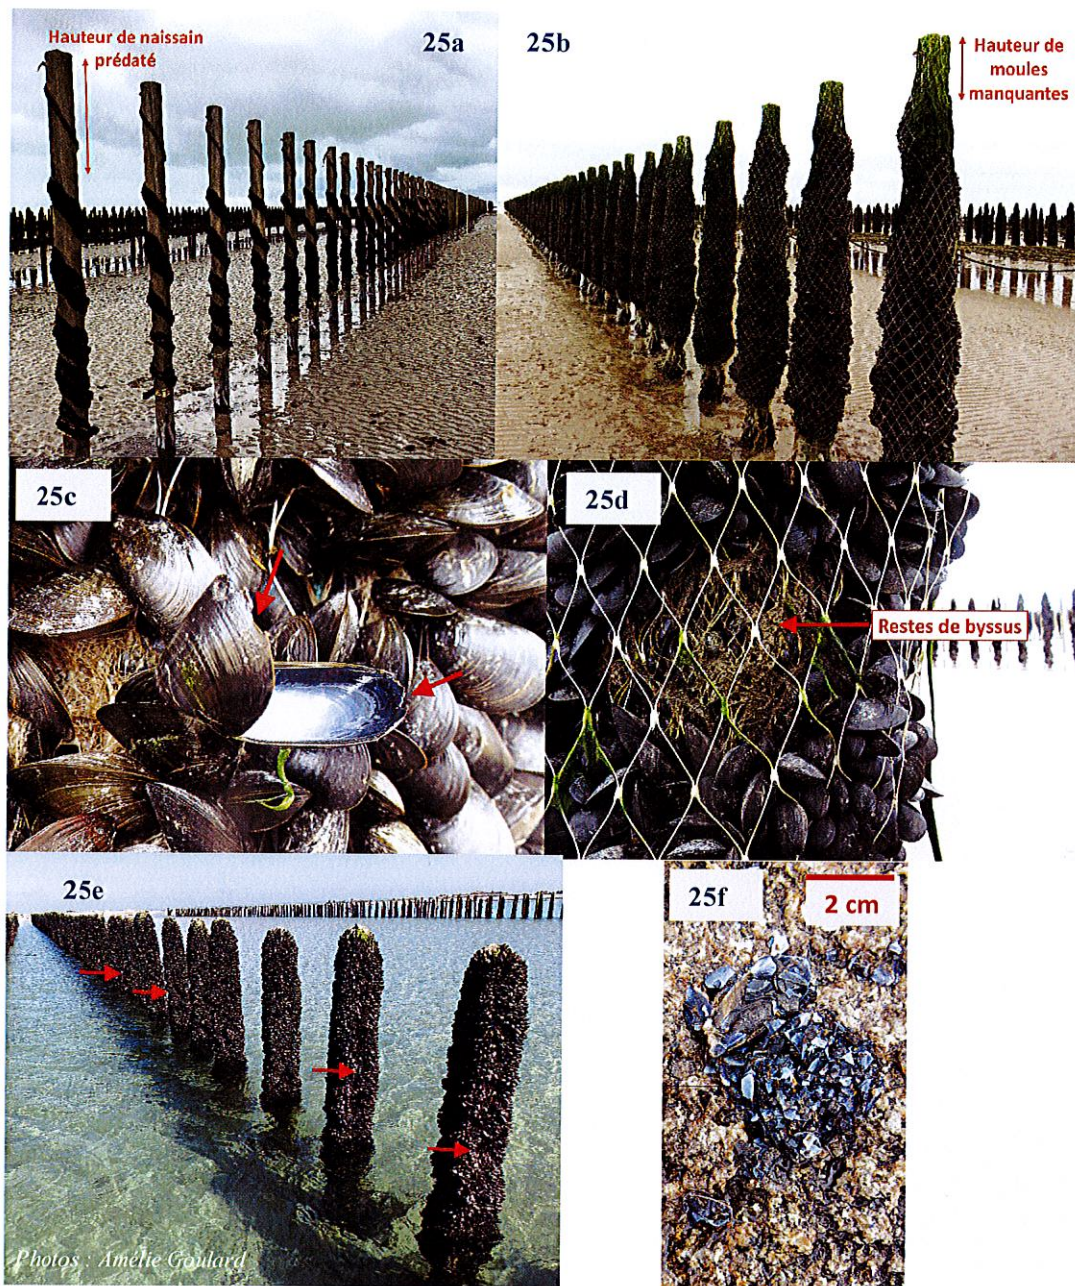 Hauteur de naissain
prédaté
25a
25b
Hauteur de
moules
manquantes
25c
25d
Restes de byssus
25e
25f
2 cm
Photos : Amélie Goulard